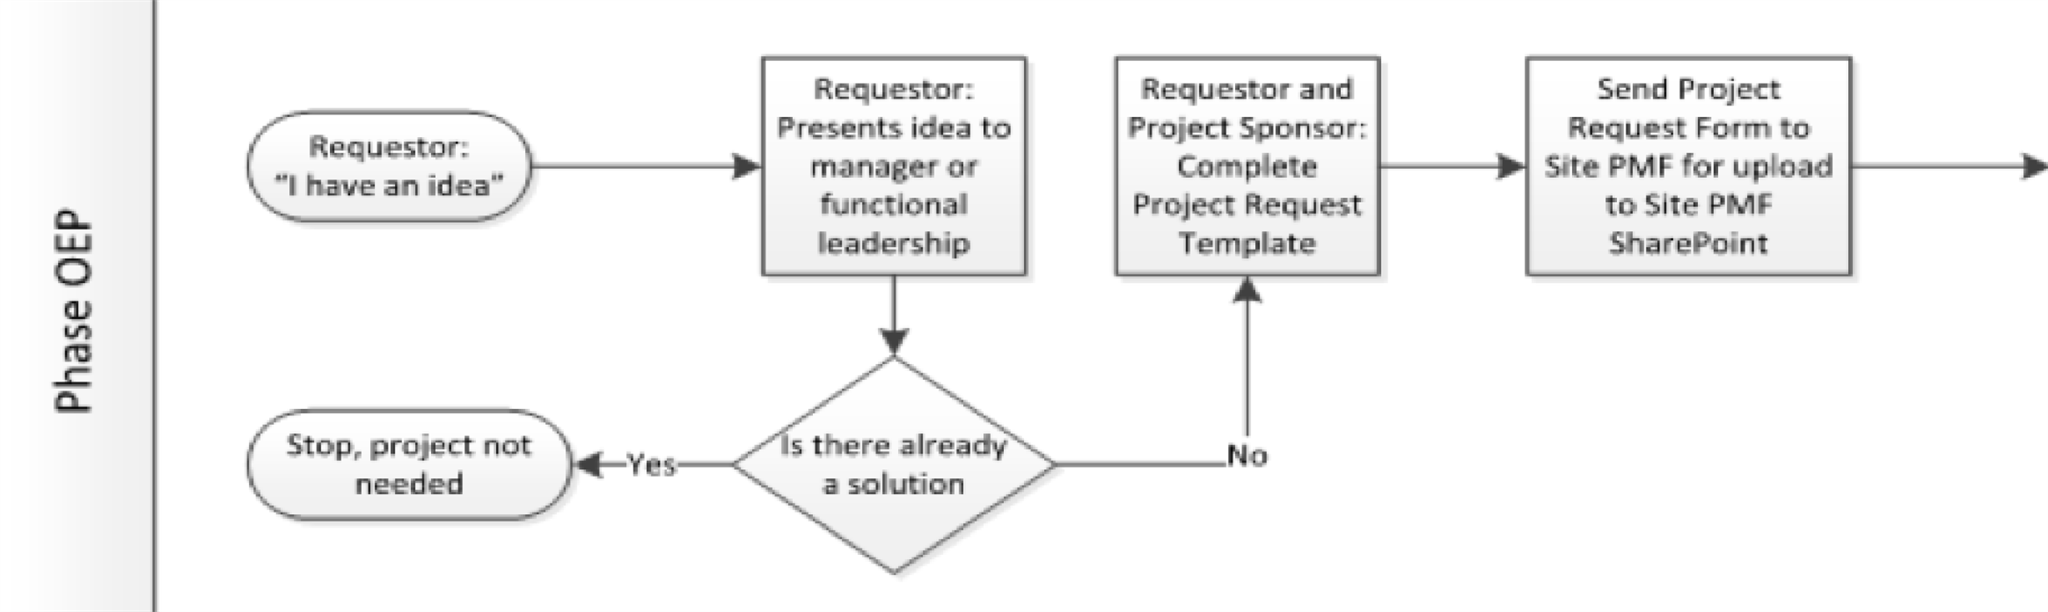 Phase OEP
Requestor:
“I have an idea”
Requestor:
Presents idea to
manager or
functional
leadership
Requestor and
Project Sponsor:
Complete
Project Request
Template
Send Project
Request Form to
Site PMF for upload
to Site PMF
SharePoint
Stop, project not
needed
Yes
Is there already
a solution
No